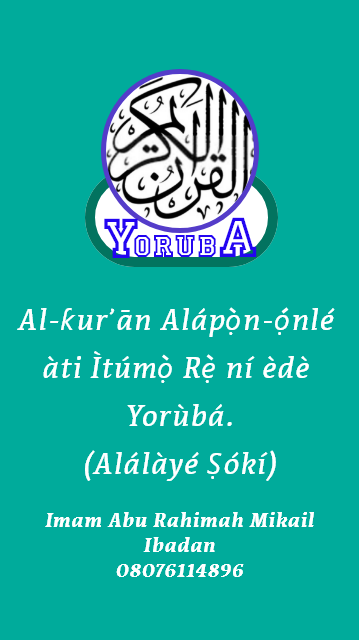 القرآن الكريم
YORUBA
Al-ƙur’ān Alápọ̀n-ọ́nlé
àti Ìtúmọ̀ Rẹ̀ ní èdè
Yorùbá.
(Alálàyé Ṣókí)
Imam Abu Rahimah Mikail
Ibadan
08076114896